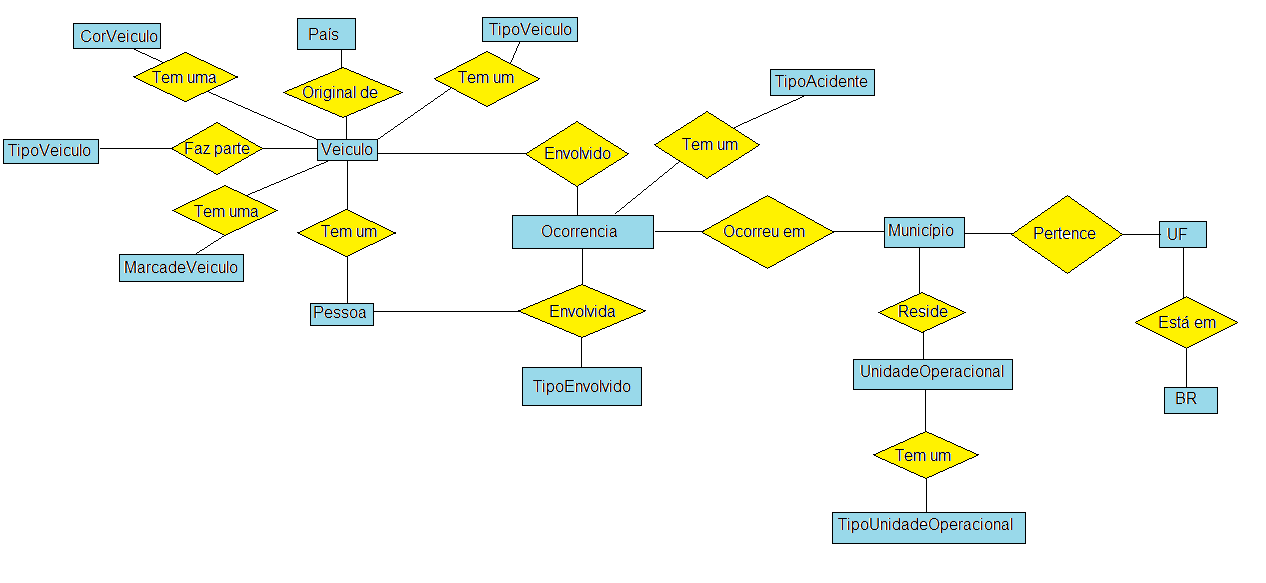 CorVeiculo
País
TipoVeiculo
Tem uma
Original de
Tem um
TipoAcidente
TipoVeiculo
Faz parte
Veiculo
Envolvido
Tem um
Tem uma
Tem um
Ocorrencia
Ocorreu em
Município
Pertence
UF
MarcadeVeiculo
Pessoa
Envolvida
Reside
Está em
TipoEnvolvido
UnidadeOperacional
BR
Tem um
TipoUnidadeOperacional